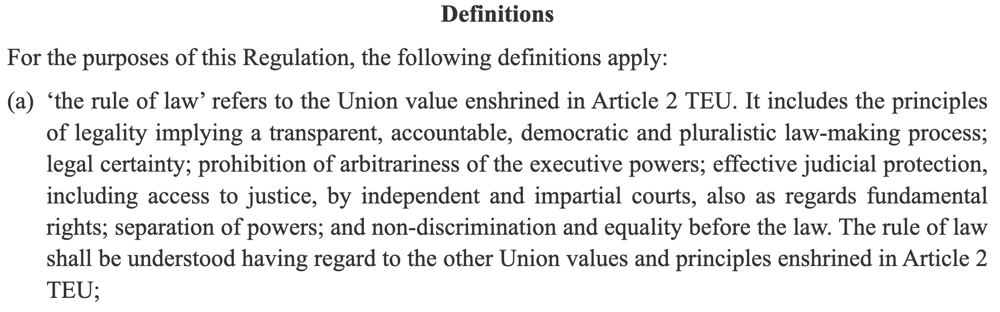 Definitions
For the purposes of this Regulation, the following definitions apply:
(a) ‘the rule of law’ refers to the Union value enshrined in Article 2 TEU. It includes the principles
of legality implying a transparent, accountable, democratic and pluralistic law-making process;
legal certainty; prohibition of arbitrariness of the executive powers; effective judicial protection,
including access to justice, by independent and impartial courts, also as regards fundamental
rights; separation of powers; and non-discrimination and equality before the law. The rule of law
shall be understood having regard to the other Union values and principles enshrined in Article 2
TEU;